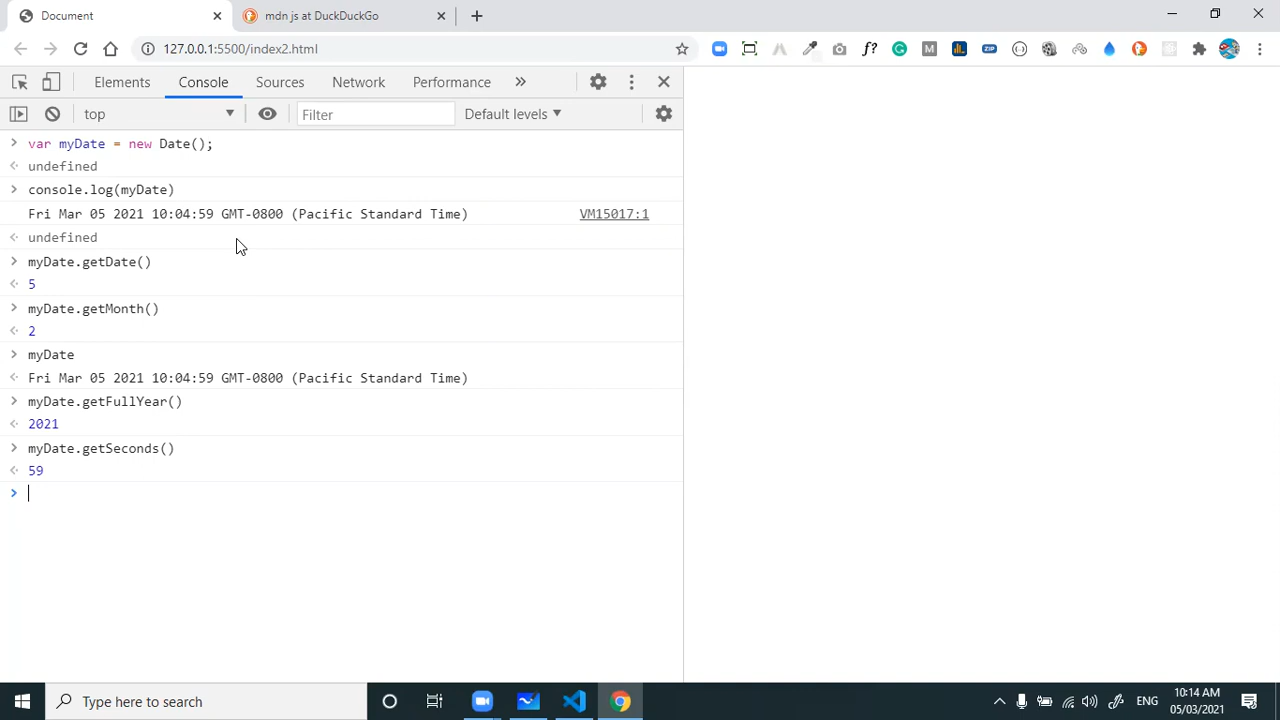 Document
mdn js at DuckDuckGo
127.0.0.1:5500/index2.html
f?
M
ZIP
Elements Console Sources Network Performance »
top Filter Default levels
var myDate = new Date();
undefined
console.log(myDate)
Fri Mar 05 2021 10:04:59 GMT-0800 (Pacific Standard Time) VM15017:1
undefined
myDate.getDate()
5
myDate.getMonth()
2
myDate
Fri Mar 05 2021 10:04:59 GMT-0800 (Pacific Standard Time)
myDate.getFullYear()
2021
myDate.getSeconds()
59
Type here to search
ENG
10:14 AM
05/03/2021